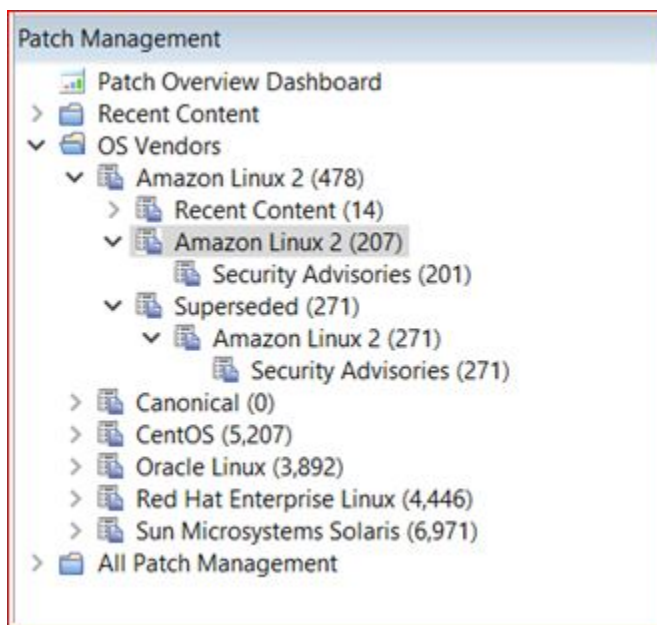 Patch Management
Patch Overview Dashboard
Recent Content
OS Vendors
Amazon Linux 2 (478)
Recent Content (14)
Amazon Linux 2 (207)
Security Advisories (201)
Superseded (271)
Amazon Linux 2 (271)
Security Advisories (271)
Canonical (0)
CentOS (5,207)
Oracle Linux (3,892)
Red Hat Enterprise Linux (4,446)
Sun Microsystems Solaris (6,971)
All Patch Management